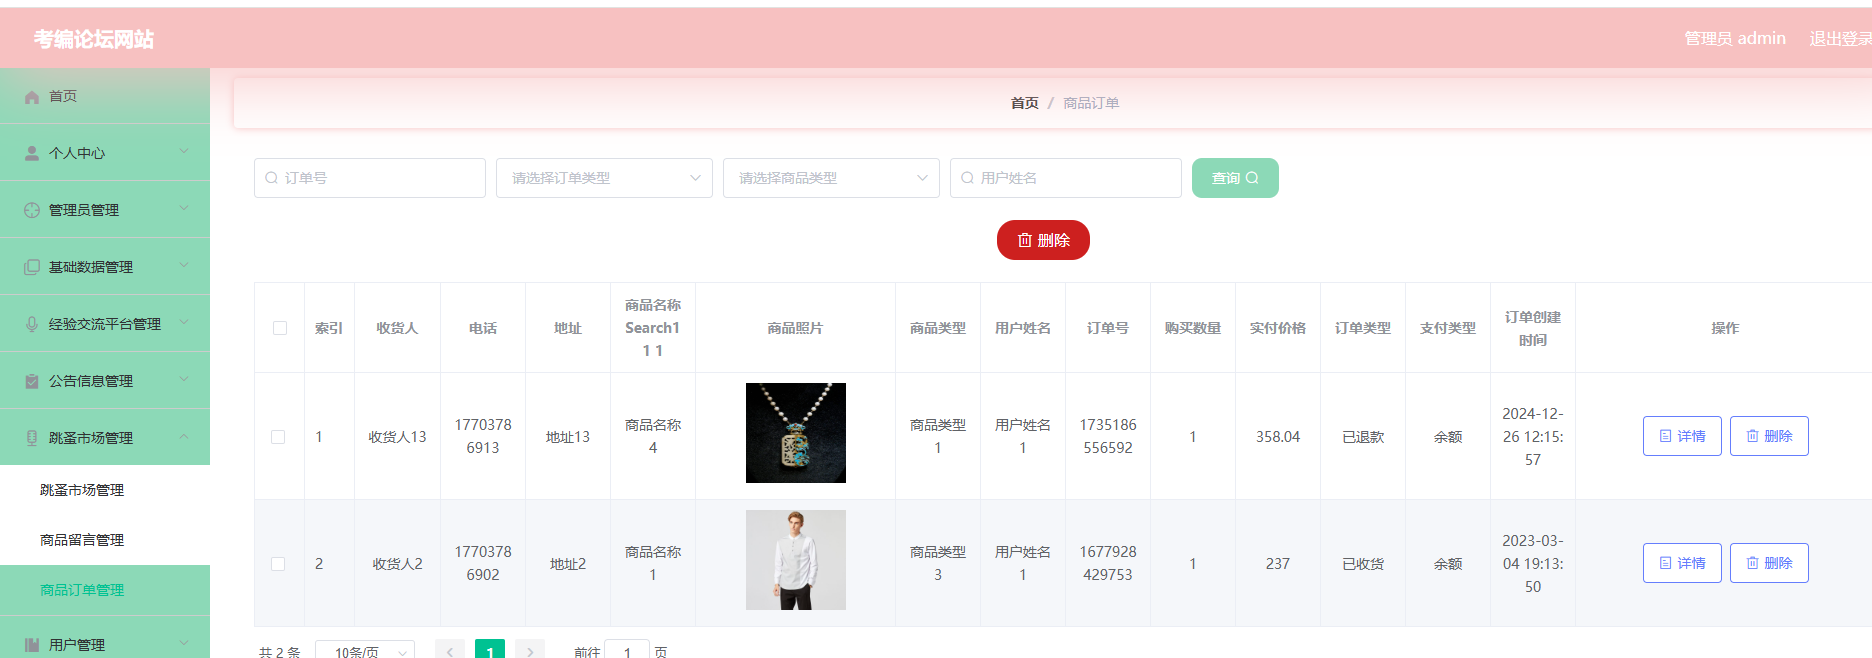 考编论坛网站
管理员 admin
退出登录
首页
个人中心
管理员管理
基础数据管理
经验交流平台管理
公告信息管理
跳蚤市场管理
跳蚤市场管理
商品留言管理
商品订单管理
用户管理
首页 / 商品订单
订单号
请选择订单类型
请选择商品类型
用户姓名
查询
删除
索引
收货人
电话
地址
商品名称
Search1
1 1
商品照片
商品类型
用户姓名
订单号
购买数量
实付价格
订单类型
支付类型
订单创建
时间
操作
1
收货人13
1770378
6913
地址13
商品名称
4
商品类型
1
用户姓名
1
1735186
556592
1
358.04
已退款
余额
2024-12-
26 12:15:
57
详情
删除
2
收货人2
1770378
6902
地址2
商品名称
1
商品类型
3
用户姓名
1
1677928
429753
1
237
已收货
余额
2023-03-
04 19:13:
50
详情
删除
共 2 条
10条/页
1
前往 1 页